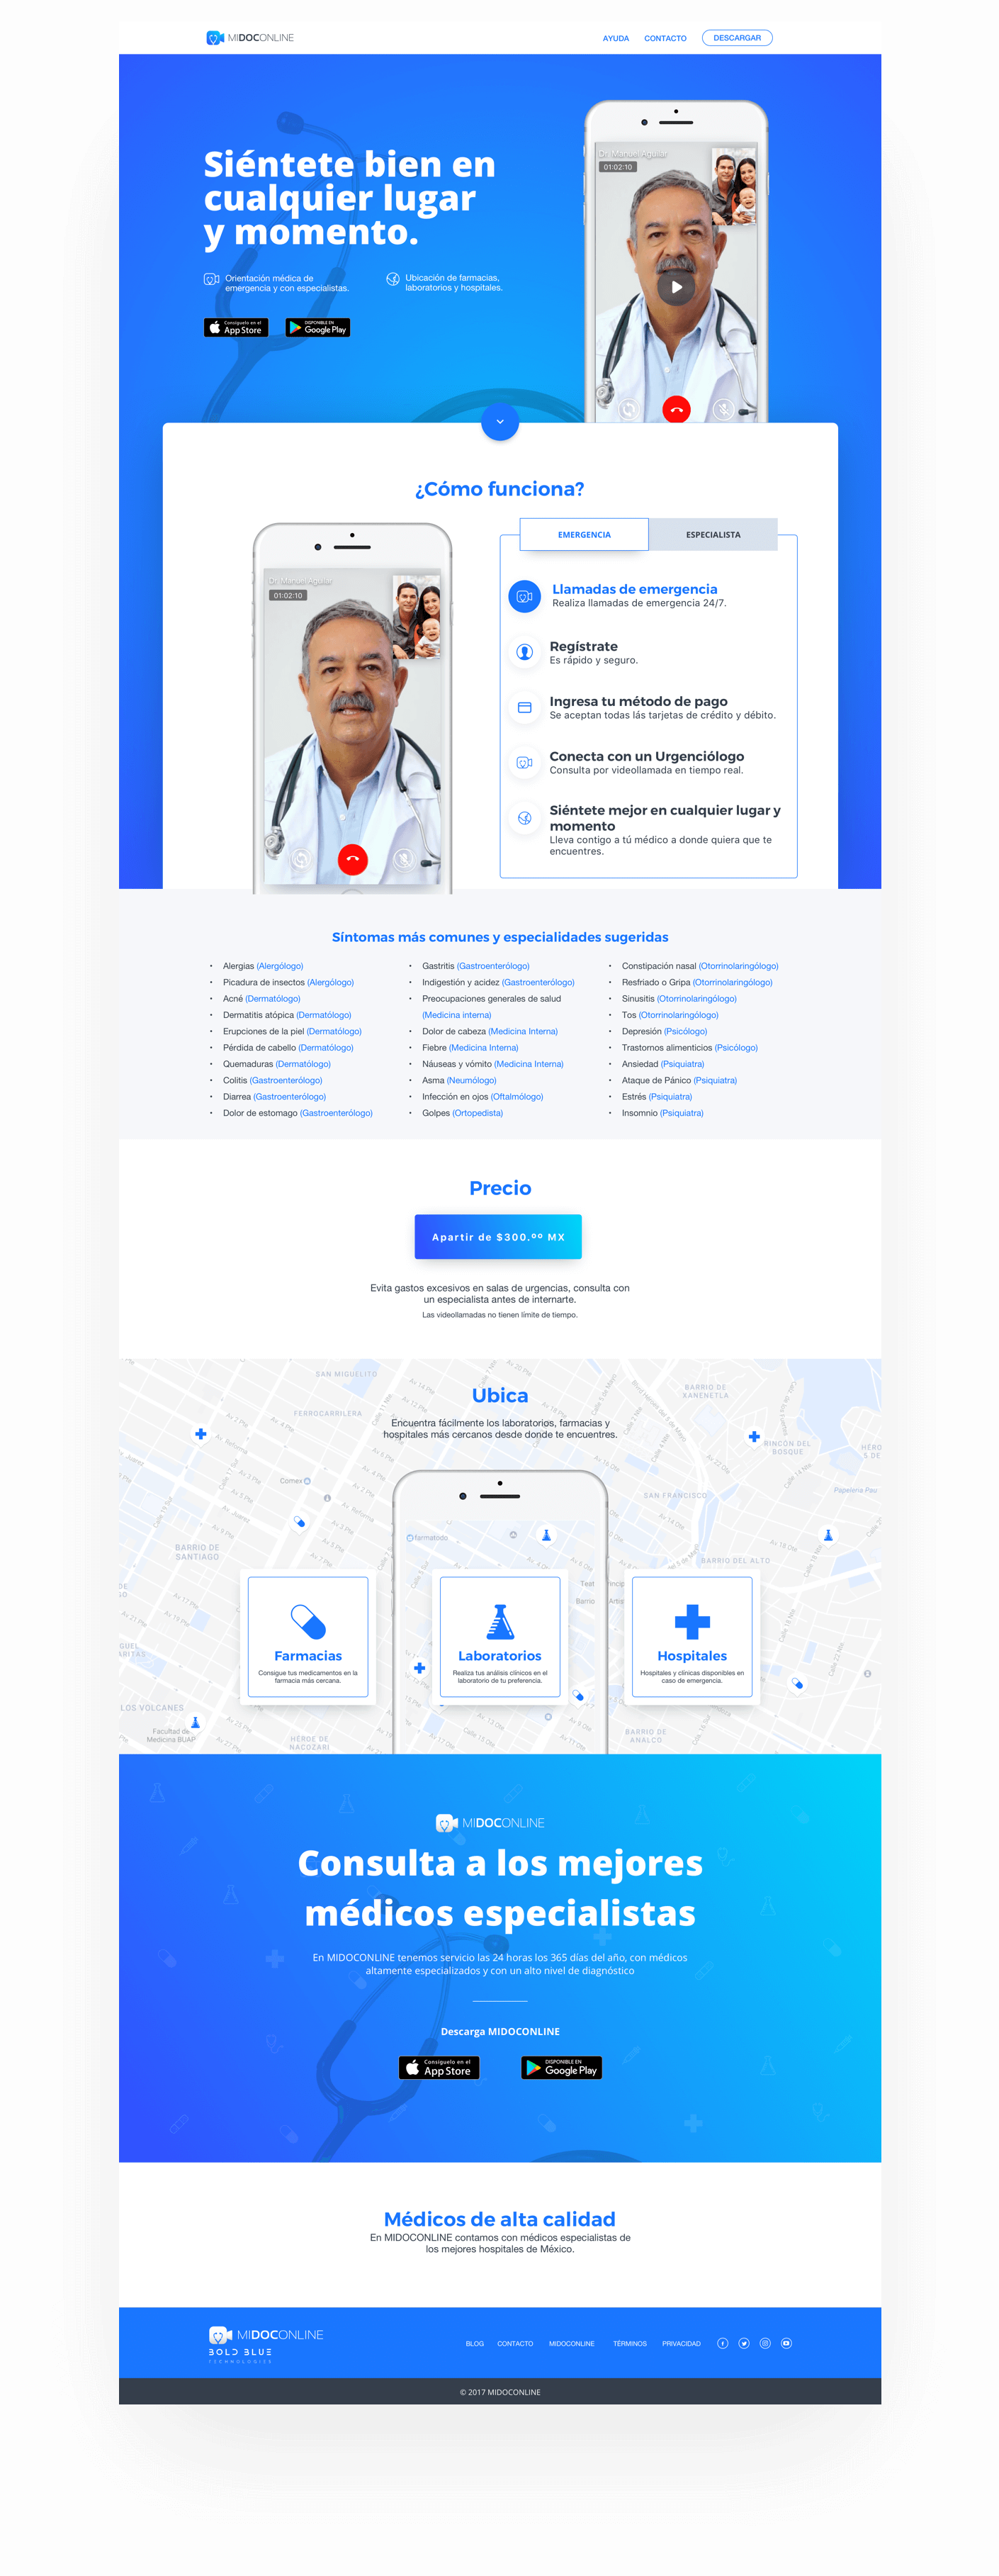 MIDOCONLINE
AYUDA CONTACTO DESCARGAR
Siéntete bien en
cualquier lugar
y momento.
Orientación médica de
emergencia y con especialistas.
Ubicación de farmacias,
laboratorios y hospitales.
Consíguelo en el
App Store
DISPONIBLE EN
Google Play
Dr. Manuel Aguilar
01:02:10
¿Cómo funciona?
Dr. Manuel Aguilar
01:02:10
EMERGENCIA ESPECIALISTA
Llamadas de emergencia
Realiza llamadas de emergencia 24/7.
Regístrate
Es rápido y seguro.
Ingresa tu método de pago
Se aceptan todas lás tarjetas de crédito y débito.
Conecta con un Urgenciólogo
Consulta por videollamada en tiempo real.
Siéntete mejor en cualquier lugar y
momento
Lleva contigo a tú médico a donde quiera que te
encuentres.
Síntomas más comunes y especialidades sugeridas
• Alergias (Alergólogo)
• Picadura de insectos (Alergólogo)
• Acné (Dermatólogo)
• Dermatitis atópica (Dermatólogo)
• Erupciones de la piel (Dermatólogo)
• Pérdida de cabello (Dermatólogo)
• Quemaduras (Dermatólogo)
• Colitis (Gastroenterólogo)
• Diarrea (Gastroenterólogo)
• Dolor de estomago (Gastroenterólogo)
• Gastritis (Gastroenterólogo)
• Indigestión y acidez (Gastroenterólogo)
• Preocupaciones generales de salud
(Medicina interna)
• Dolor de cabeza (Medicina Interna)
• Fiebre (Medicina Interna)
• Náuseas y vómito (Medicina Interna)
• Asma (Neumólogo)
• Infección en ojos (Oftalmólogo)
• Golpes (Ortopedista)
• Constipación nasal (Otorrinolaringólogo)
• Resfriado o Gripa (Otorrinolaringólogo)
• Sinusitis (Otorrinolaringólogo)
• Tos (Otorrinolaringólogo)
• Depresión (Psicólogo)
• Trastornos alimenticios (Psicólogo)
• Ansiedad (Psiquiatra)
• Ataque de Pánico (Psiquiatra)
• Estrés (Psiquiatra)
• Insomnio (Psiquiatra)
Precio
Apartir de $300.ºº MX
Evita gastos excesivos en salas de urgencias, consulta con
un especialista antes de internarte.
Las videollamadas no tienen límite de tiempo.
Ubica
Encuentra fácilmente los laboratorios, farmacias y
hospitales más cercanos desde donde te encuentres.
SAN MIGUELITO
FERROCARRILERA
BARRIO DE
XANENETLA
RINCÓN DEL
BOSQUE
Comex
SAN FRANCISCO
Papelena Pau
BARRIO DE
SANTIAGO
farmatodo
BARRIO DEL ALTO
Farmacias
Consigue tus medicamentos en la
farmacia más cercana.
Laboratorios
Realiza tus análisis clínicos en el
laboratorio de tu preferencia.
Hospitales
Hospitales y clínicas disponibles en
caso de emergencia.
LOS VOLCANES
Facultad de
Medicina BUAP
HEROE DE
NACOZARI
BARRIO DE
ANALCO
MIDOCONLINE
Consulta a los mejores
médicos especialistas
En MIDOCONLINE tenemos servicio las 24 horas los 365 días del año, con médicos
altamente especializados y con un alto nivel de diagnóstico
Descarga MIDOCONLINE
Consíguelo en el
App Store
DISPONIBLE EN
Google Play
Médicos de alta calidad
En MIDOCONLINE contamos con médicos especialistas de
los mejores hospitales de México.
MIDOCONLINE
BOLD BLUE
TECHNOLOGIES
BLOG CONTACTO MIDOCONLINE TÉRMINOS PRIVACIDAD
© 2017 MIDOCONLINE